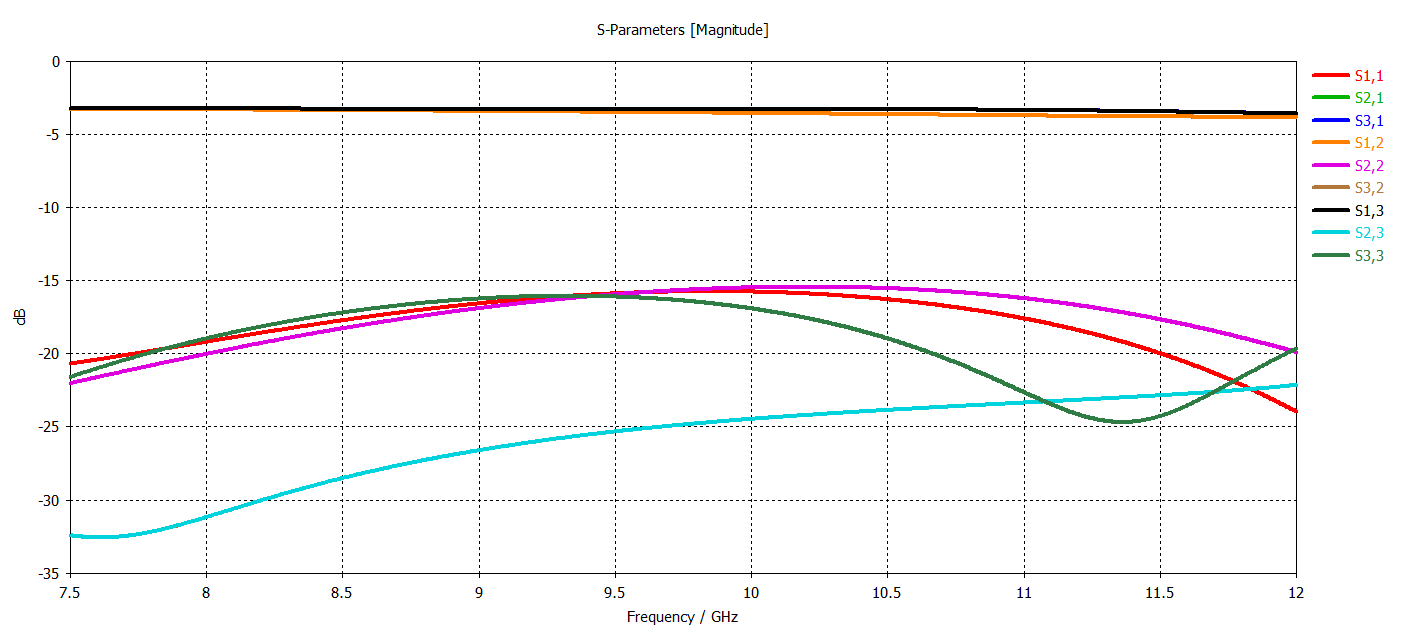 S-Parameters [Magnitude]
0
-5
-10
-15
-20
-25
-30
-35
dB
7.5
8
8.5
9
9.5
10
10.5
11
11.5
12
Frequency / GHz
S1,1
S2,1
S3,1
S1,2
S2,2
S3,2
S1,3
S2,3
S3,3